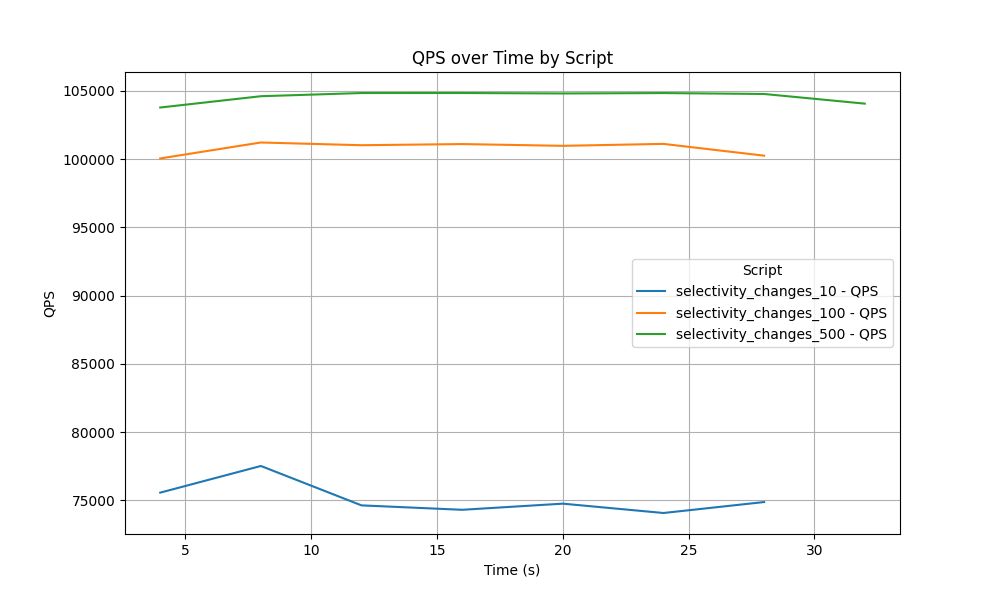 QPS over Time by Script
105000
100000
95000
90000
85000
80000
75000
QPS
Script
selectivity_changes_10 - QPS
selectivity_changes_100 - QPS
selectivity_changes_500 - QPS
5
10
15
20
25
30
Time (s)